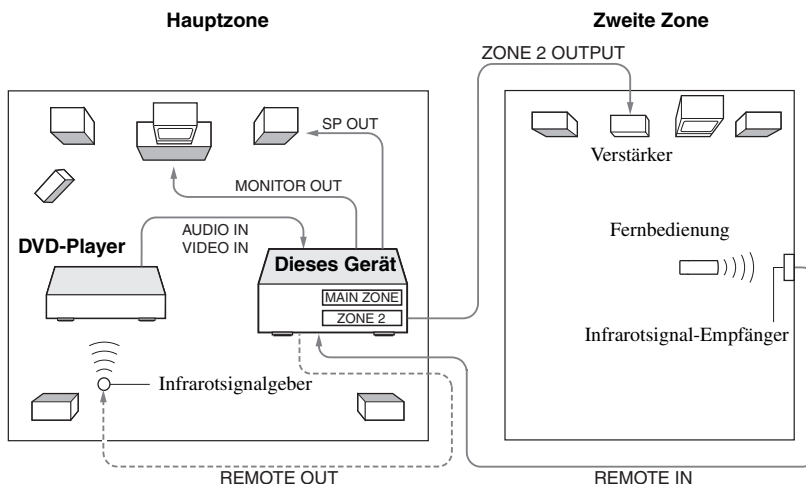 Hauptzone
Zweite Zone
ZONE 2 OUTPUT
SP OUT
Verstärker
MONITOR OUT
AUDIO IN
VIDEO IN
DVD-Player
Dieses Gerät
MAIN ZONE
ZONE 2
Fernbedienung
Infrarotsignal-Empfänger
Infrarotsignalgeber
REMOTE OUT
REMOTE IN